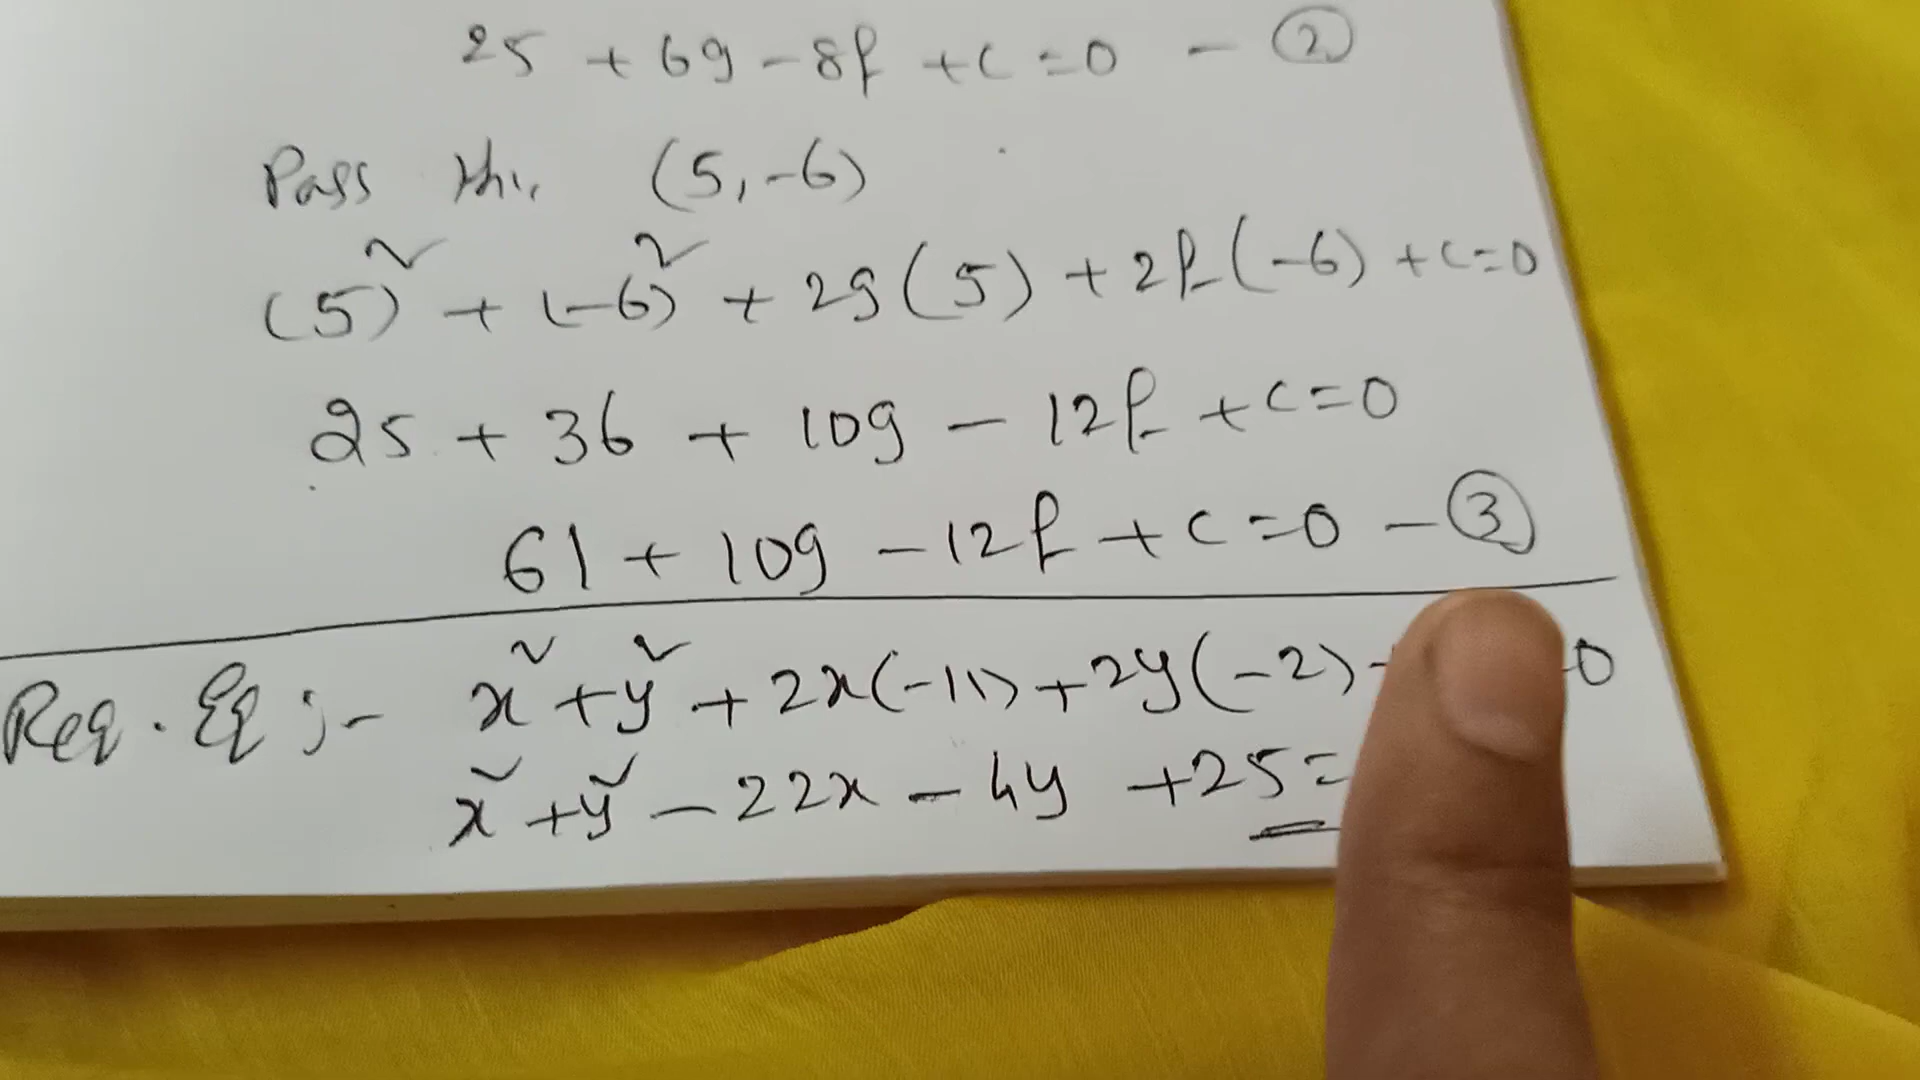 25 + 6g - 8f + c = 0 - ②
Pass thr (5, -6)
(5)² + (-6)² + 2g(5) + 2f(-6) + c = 0
25 + 36 + 10g - 12f + c = 0
61 + 10g - 12f + c = 0 - ③
Req. Eq :- x² + y² + 2x(-11) + 2y(-2) 0
x² + y² - 22x - 4y + 25 =